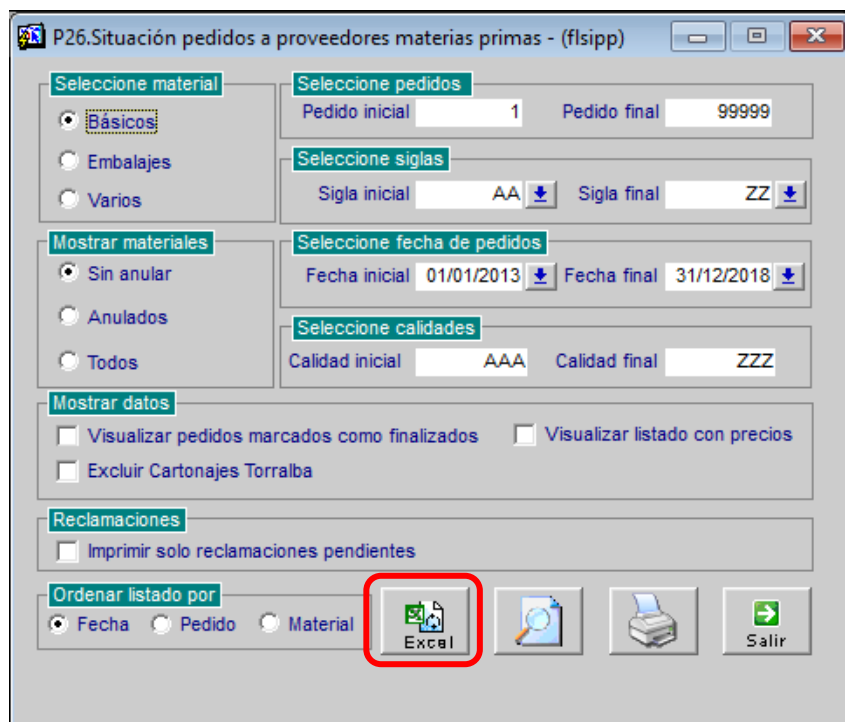 P26.Situación pedidos a proveedores materias primas - (flsipp)
Seleccione material
Básicos
Embalajes
Varios
Seleccione pedidos
Pedido inicial 1 Pedido final 99999
Seleccione siglas
Sigla inicial AA Sigla final ZZ
Mostrar materiales
Sin anular
Anulados
Todos
Seleccione fecha de pedidos
Fecha inicial 01/01/2013 Fecha final 31/12/2018
Seleccione calidades
Calidad inicial AAA Calidad final ZZZ
Mostrar datos
Visualizar pedidos marcados como finalizados Visualizar listado con precios
Excluir Cartonajes Torralba
Reclamaciones
Imprimir solo reclamaciones pendientes
Ordenar listado por
Fecha Pedido Material
Excel
Salir